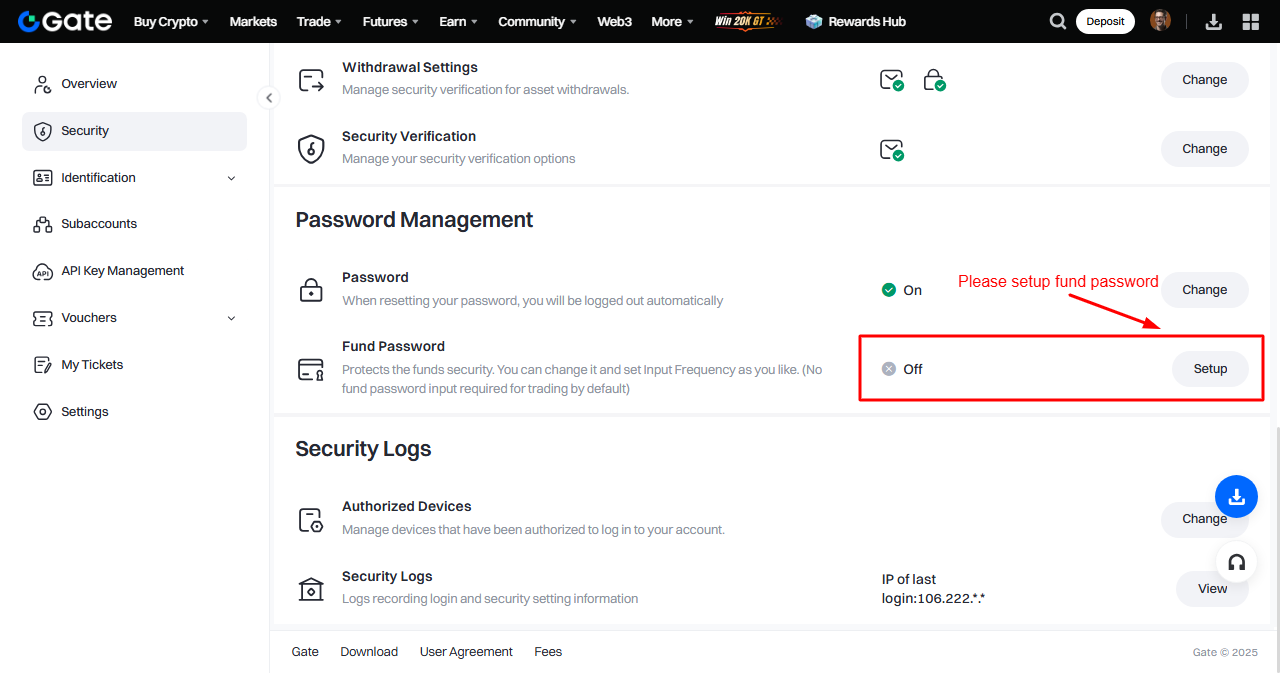 Gate Buy Crypto Markets Trade Futures Earn Community Web3 More Win 20K GT Rewards Hub Deposit
Overview
Security
Identification
Subaccounts
API API Key Management
Vouchers
My Tickets
Settings
Withdrawal Settings
Manage security verification for asset withdrawals.
Change
Security Verification
Manage your security verification options
Change
Password Management
Password
When resetting your password, you will be logged out automatically
On
Please setup fund password
Change
Fund Password
Protects the funds security. You can change it and set Input Frequency as you like. (No
fund password input required for trading by default)
Off
Setup
Security Logs
Authorized Devices
Manage devices that have been authorized to log in to your account.
Change
Security Logs
Logs recording login and security setting information
IP of last
login:106.222.*.*
View
Gate Download User Agreement Fees
Gate © 2025